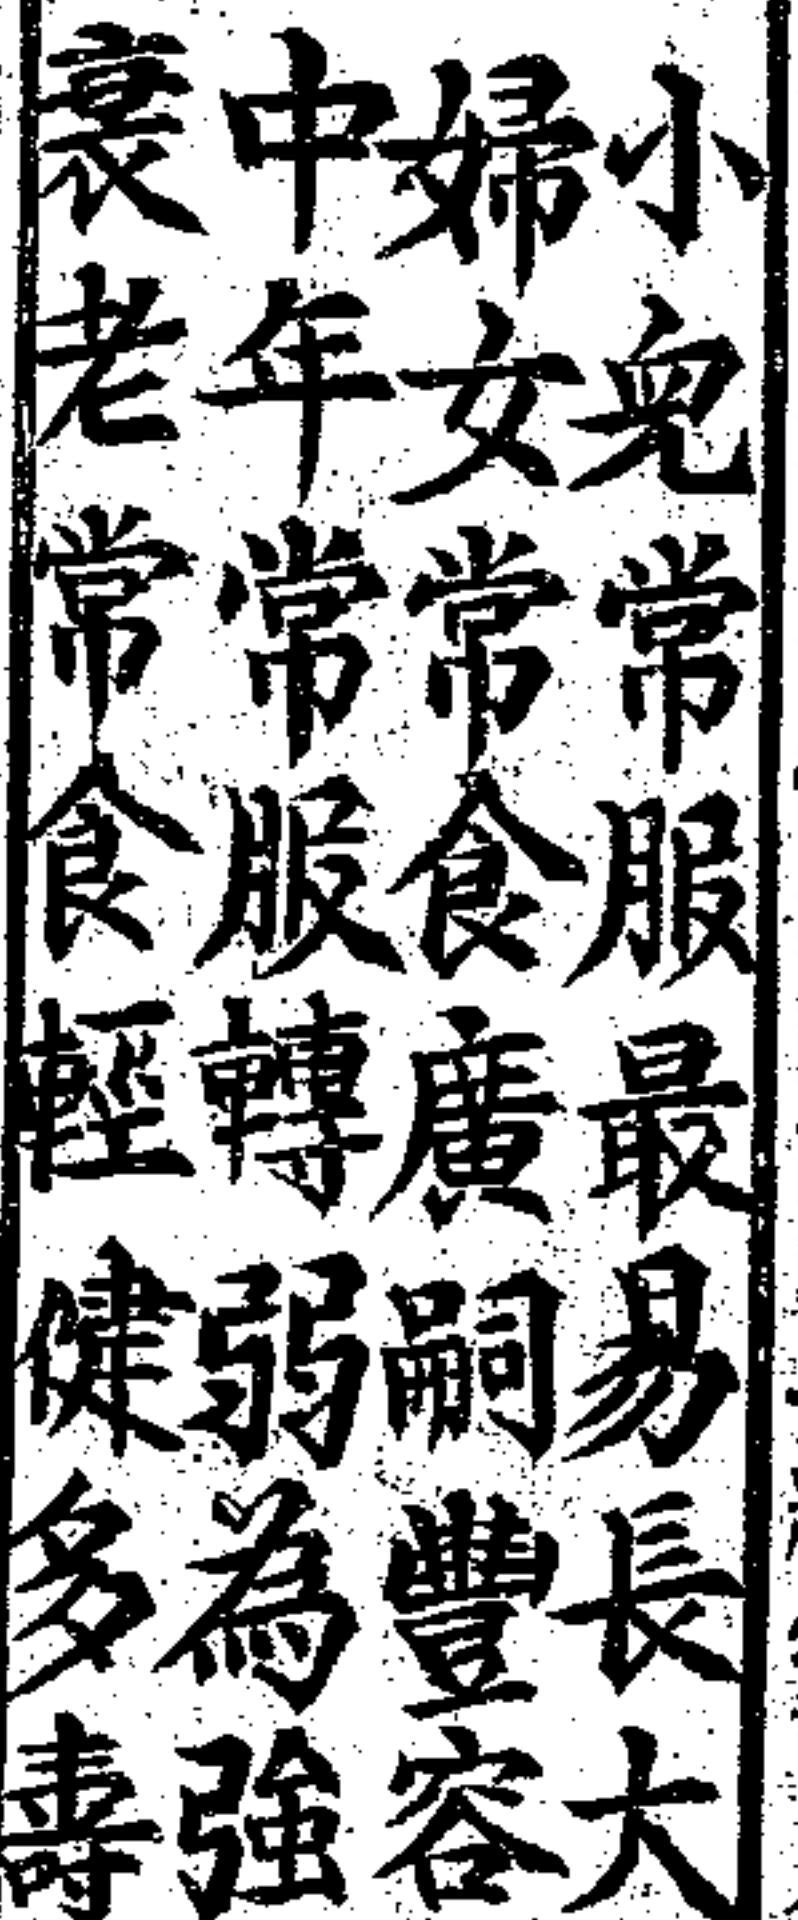 小兒常服最易長大
婦女常食廣嗣豐容
中年常服轉弱為強
衰老常食輕健多壽